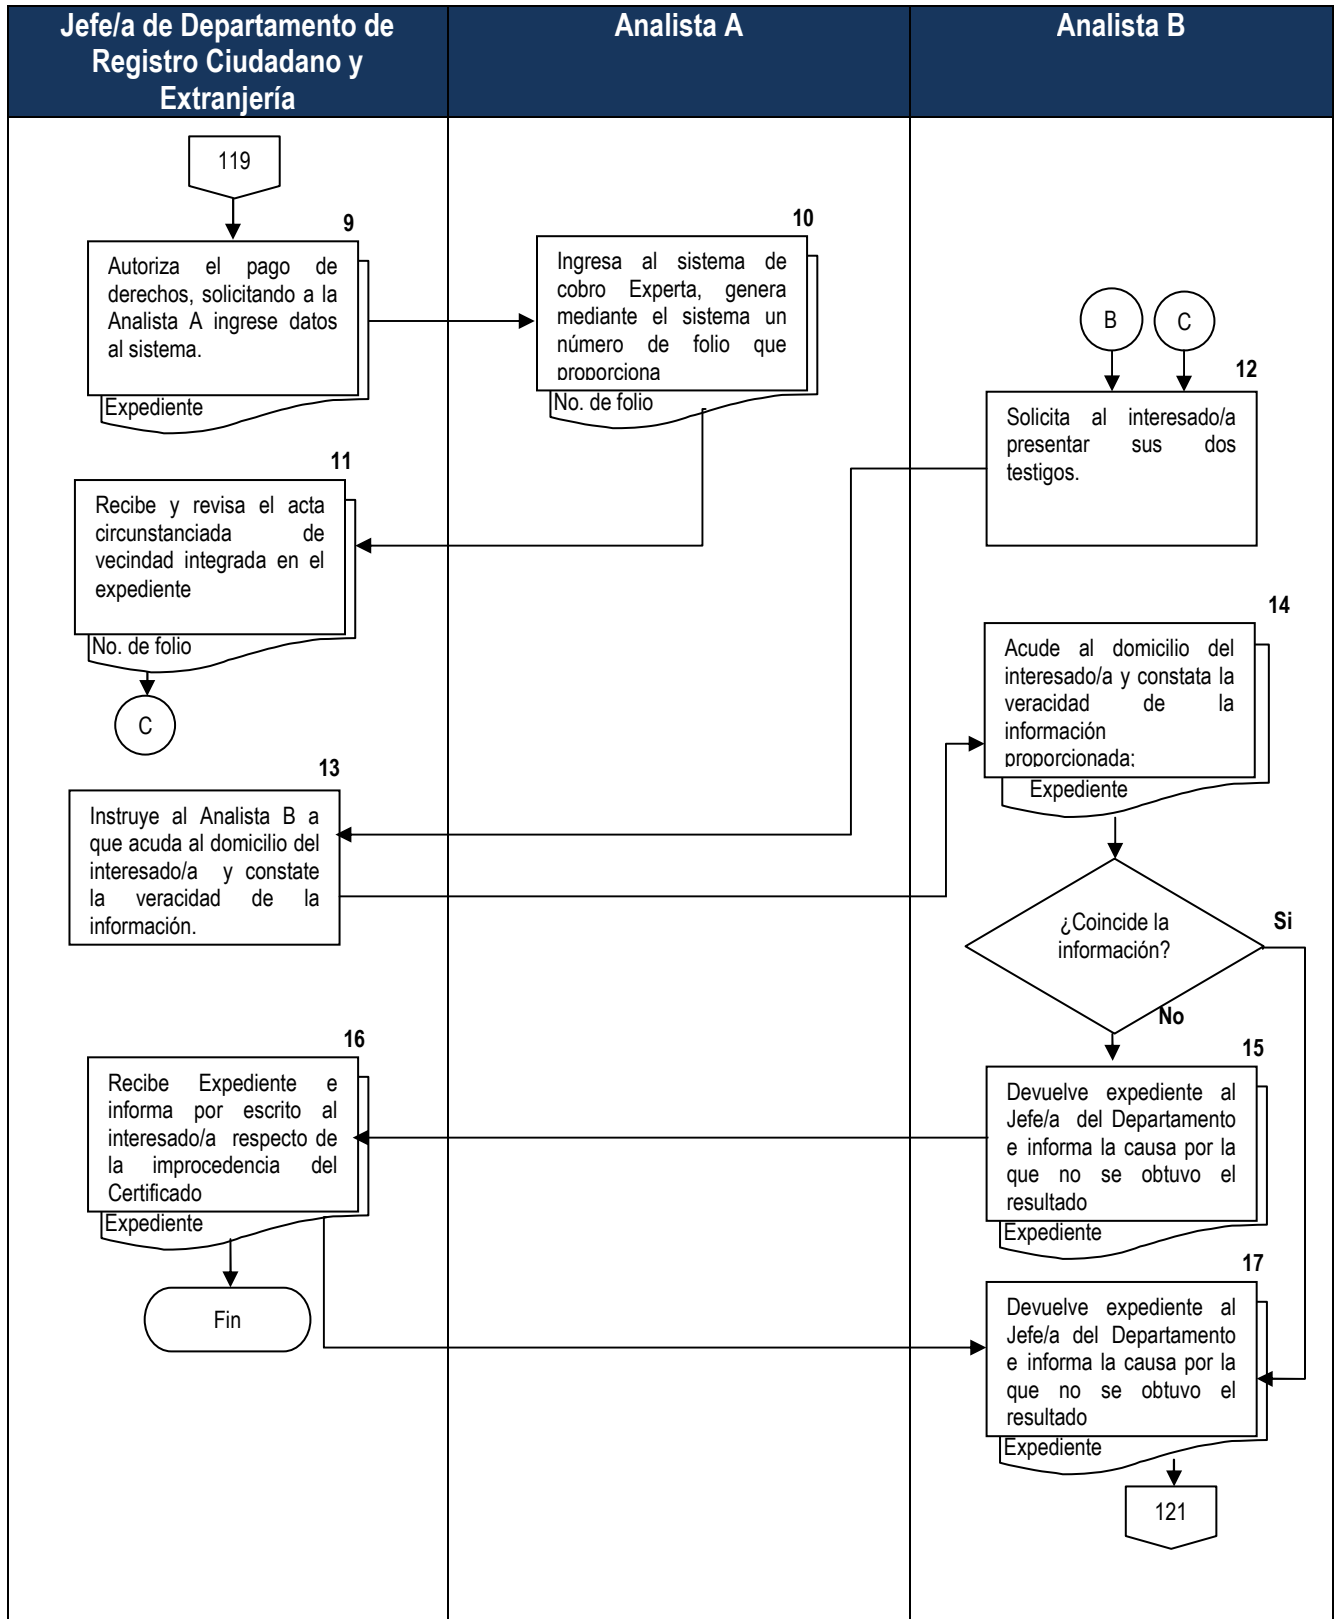 Jefe/a de Departamento de
Registro Ciudadano y
Extranjería
Analista A
Analista B
119
9
Autoriza el pago de
derechos, solicitando a la
Analista A ingrese datos
al sistema.
Expediente
10
Ingresa al sistema de
cobro Experta, genera
mediante el sistema un
número de folio que
proporciona
No. de folio
B
C
12
Solicita al interesado/a
presentar sus dos
testigos.
11
Recibe y revisa el acta
circunstanciada de
vecindad integrada en el
expediente
No. de folio
C
14
Acude al domicilio del
interesado/a y constata la
veracidad de la
información
proporcionada;
Expediente
13
Instruye al Analista B a
que acuda al domicilio del
interesado/a y constate
la veracidad de la
información.
¿Coincide la
información?
Si
No
16
Recibe Expediente e
informa por escrito al
interesado/a respecto de
la improcedencia del
Certificado
Expediente
Fin
15
Devuelve expediente al
Jefe/a del Departamento
e informa la causa por la
que no se obtuvo el
resultado
Expediente
17
Devuelve expediente al
Jefe/a del Departamento
e informa la causa por la
que no se obtuvo el
resultado
Expediente
121